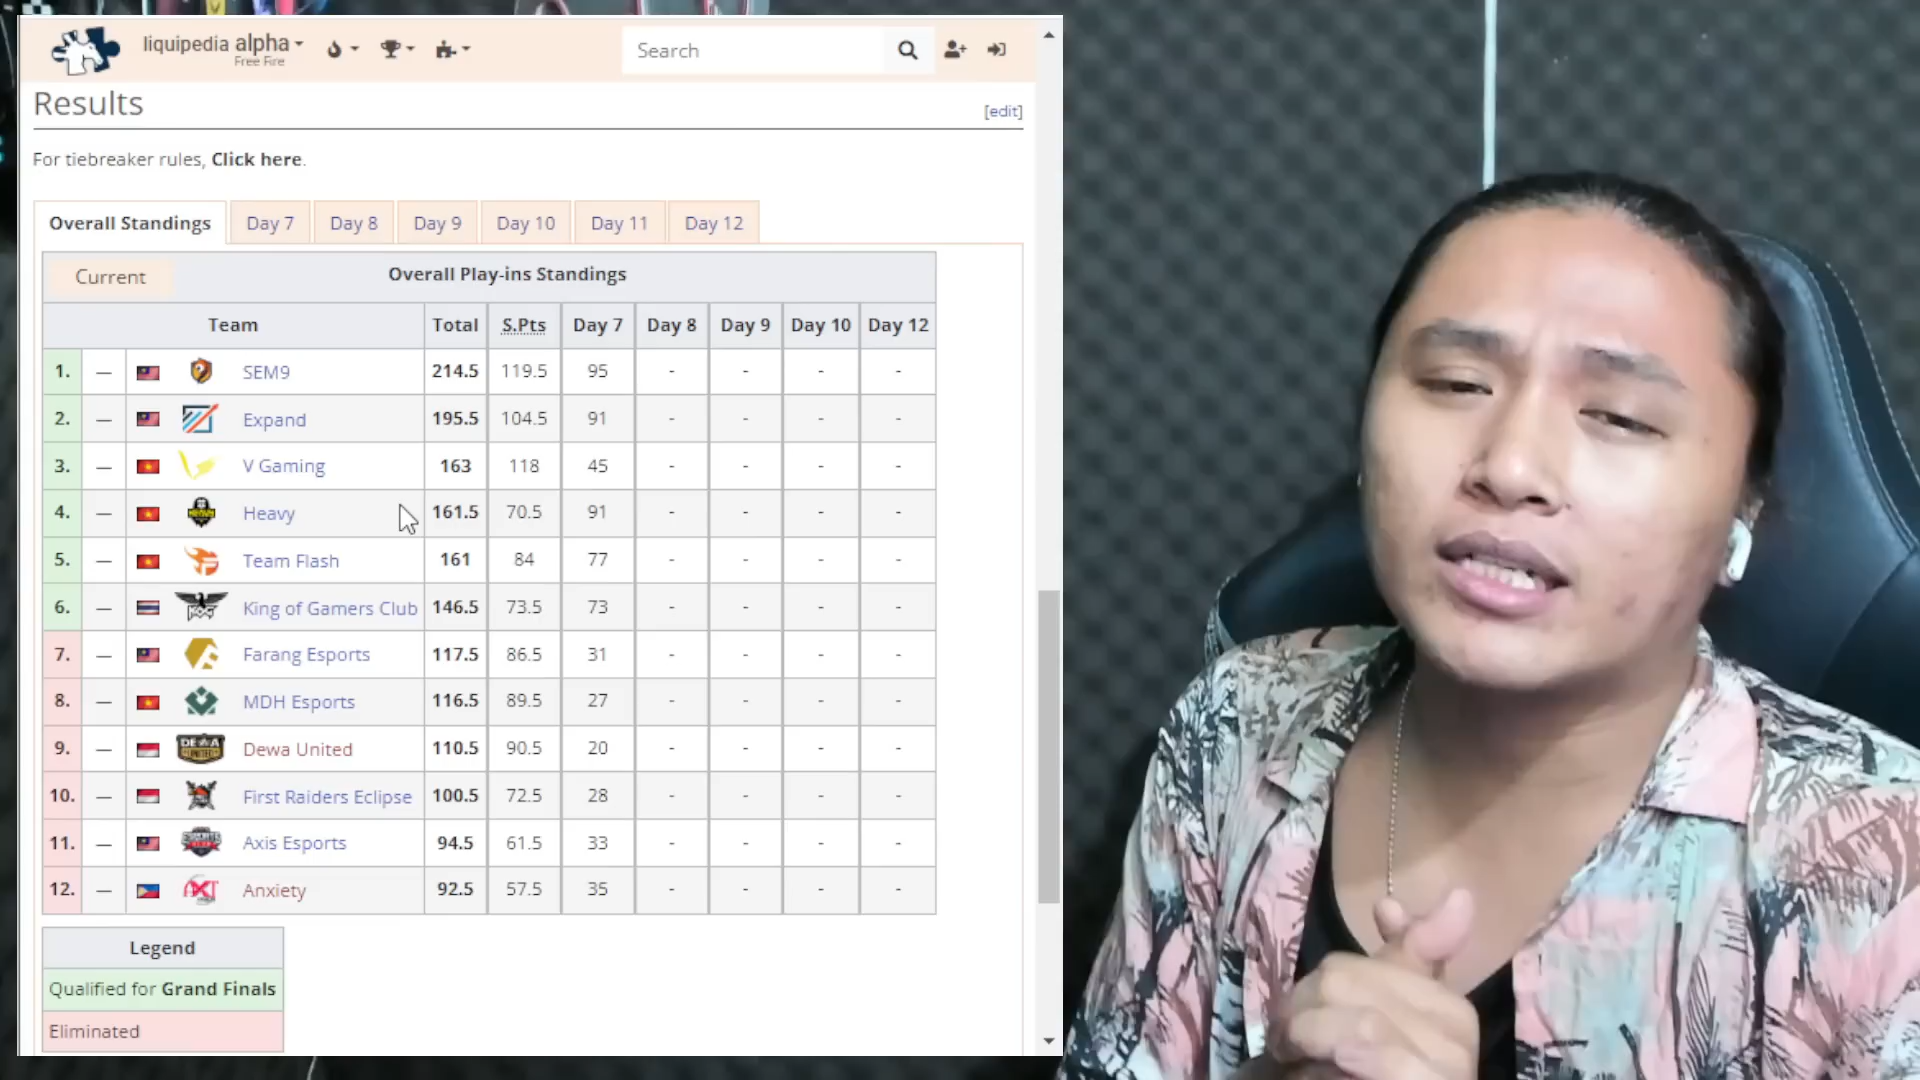 liquipedia alpha
Free Fire
Search
Results
[edit]
For tiebreaker rules, Click here.
Overall Standings Day 7 Day 8 Day 9 Day 10 Day 11 Day 12
Current Overall Play-ins Standings
Team Total S.Pts Day 7 Day 8 Day 9 Day 10 Day 12
1. — SEM9 214.5 119.5 95 - - - -
2. — Expand 195.5 104.5 91 - - - -
3. — V Gaming 163 118 45 - - - -
4. — Heavy 161.5 70.5 91 - - - -
5. — Team Flash 161 84 77 - - - -
6. — King of Gamers Club 146.5 73.5 73 - - - -
7. — Farang Esports 117.5 86.5 31 - - - -
8. — MDH Esports 116.5 89.5 27 - - - -
9. — DEWA UNITED Dewa United 110.5 90.5 20 - - - -
10. — First Raiders Eclipse 100.5 72.5 28 - - - -
11. — Axis Esports 94.5 61.5 33 - - - -
12. — AXT Anxiety 92.5 57.5 35 - - - -
Legend
Qualified for Grand Finals
Eliminated